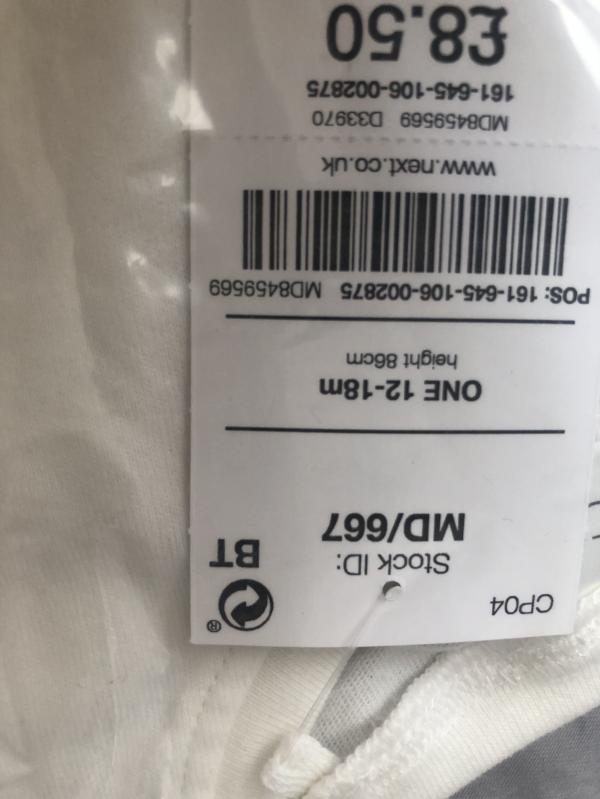 CP04
®
Stock ID: BT
MD/667
ONE 12-18m
height 86cm
POS: 161-645-106-002875 MD8459569
www.next.co.uk
MD8459569 D33970
161-645-106-002875
£8.50